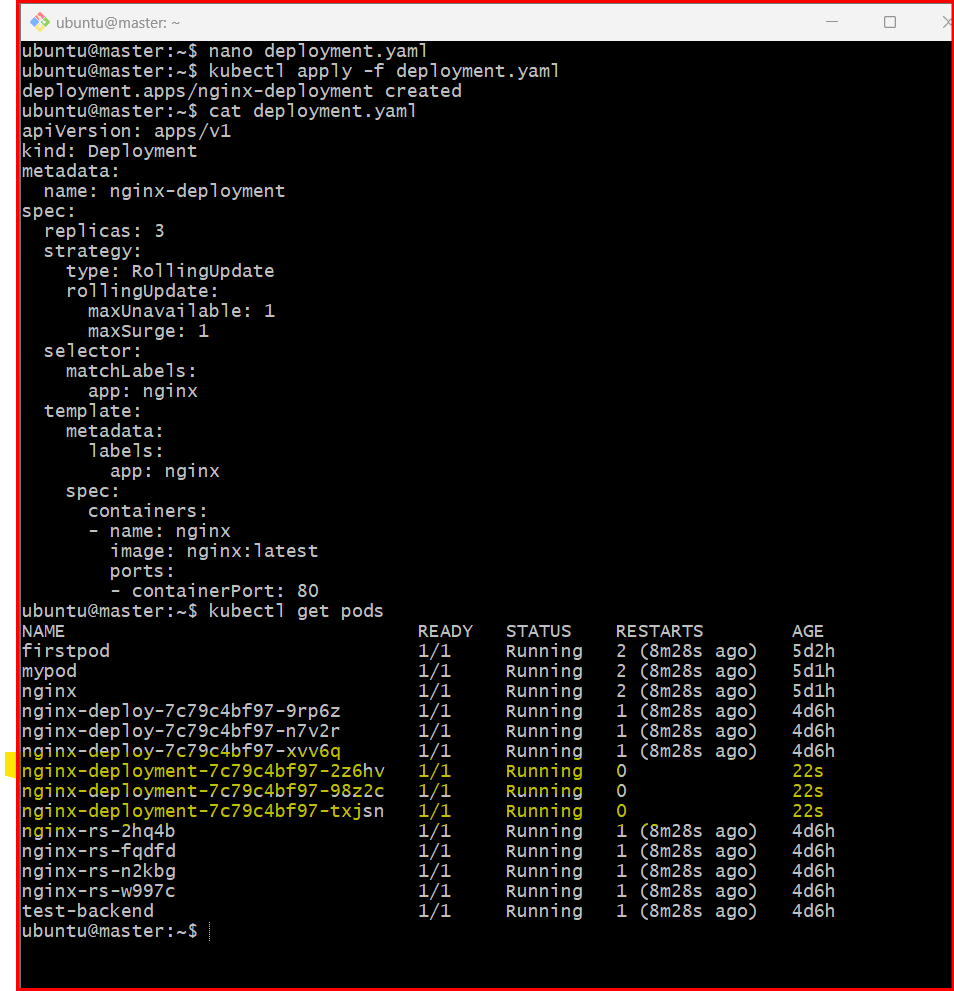 ubuntu@master: ~
ubuntu@master:~$ nano deployment.yaml
ubuntu@master:~$ kubectl apply -f deployment.yaml
deployment.apps/nginx-deployment created
ubuntu@master:~$ cat deployment.yaml
apiVersion: apps/v1
kind: Deployment
metadata:
  name: nginx-deployment
spec:
  replicas: 3
  strategy:
    type: RollingUpdate
    rollingUpdate:
      maxUnavailable: 1
      maxSurge: 1
  selector:
    matchLabels:
      app: nginx
  template:
    metadata:
      labels:
        app: nginx
    spec:
      containers:
      - name: nginx
        image: nginx:latest
        ports:
        - containerPort: 80
ubuntu@master:~$ kubectl get pods
NAME                                READY   STATUS    RESTARTS        AGE
firstpod                            1/1     Running   2 (8m28s ago)   5d2h
mypod                               1/1     Running   2 (8m28s ago)   5d1h
nginx                               1/1     Running   2 (8m28s ago)   5d1h
nginx-deploy-7c79c4bf97-9rp6z       1/1     Running   1 (8m28s ago)   4d6h
nginx-deploy-7c79c4bf97-n7v2r       1/1     Running   1 (8m28s ago)   4d6h
nginx-deploy-7c79c4bf97-xvv6q       1/1     Running   1 (8m28s ago)   4d6h
nginx-deployment-7c79c4bf97-2z6hv   1/1     Running   0               22s
nginx-deployment-7c79c4bf97-98z2c   1/1     Running   0               22s
nginx-deployment-7c79c4bf97-txjsn   1/1     Running   0               22s
nginx-rs-2hq4b                      1/1     Running   1 (8m28s ago)   4d6h
nginx-rs-fqdfd                      1/1     Running   1 (8m28s ago)   4d6h
nginx-rs-n2kbg                      1/1     Running   1 (8m28s ago)   4d6h
nginx-rs-w997c                      1/1     Running   1 (8m28s ago)   4d6h
test-backend                        1/1     Running   1 (8m28s ago)   4d6h
ubuntu@master:~$